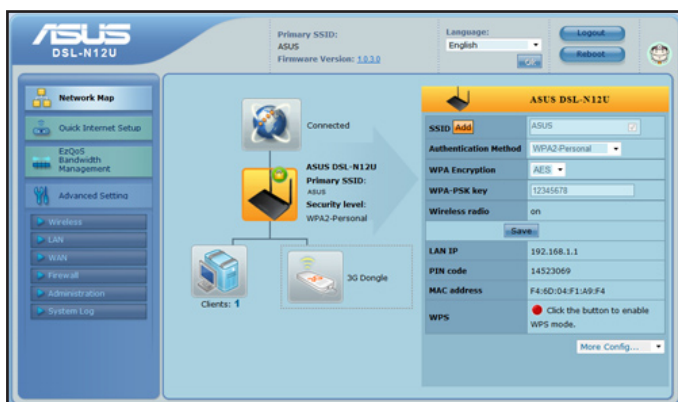 ASUS
DSL-N12U
Primary SSID:
ASUS
Firmware Version: 1.0.3.0
Language:
English
OK
Logout
Reboot
Network Map
Quick Internet Setup
EzQoS
Bandwidth
Management
Advanced Setting
Wireless
LAN
WAN
Firewall
Administration
System Log
Connected
ASUS DSL-N12U
Primary SSID:
ASUS
Security level:
WPA2-Personal
Clients: 1
3G Dongle
ASUS DSL-N12U
SSID Add ASUS
Authentication Method WPA2-Personal
WPA Encryption AES
WPA-PSK key 12345678
Wireless radio on
Save
LAN IP 192.168.1.1
PIN code 14523069
MAC address F4:6D:04:F1:A9:F4
WPS Click the button to enable
WPS mode.
More Config...